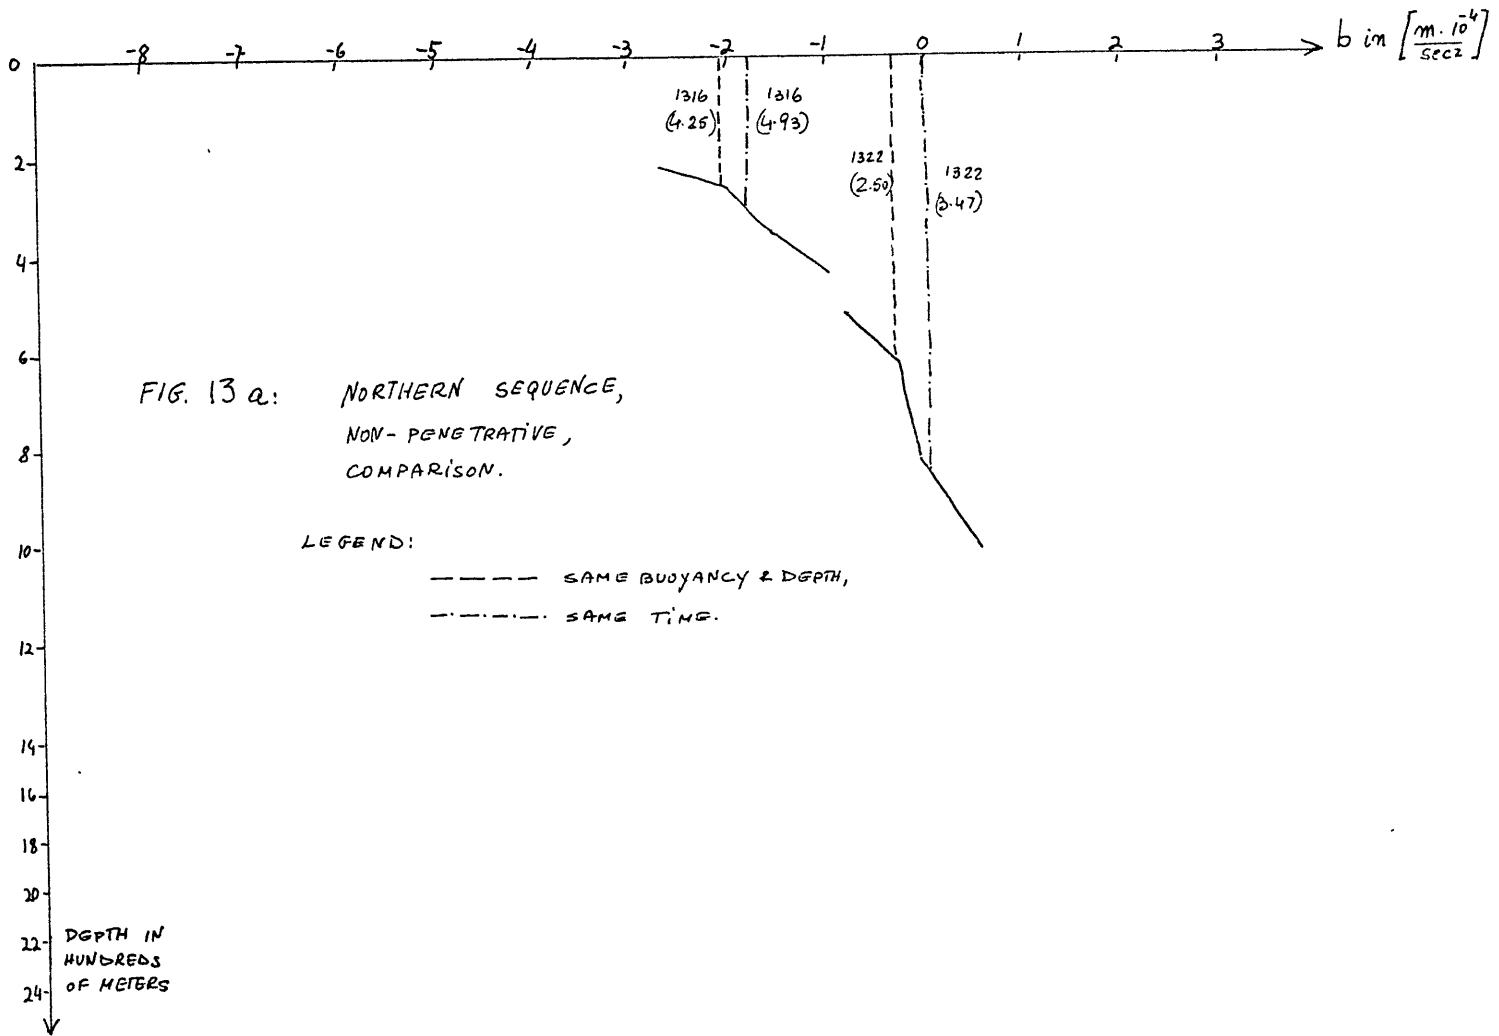 -8 -7 -6 -5 -4 -3 -2 -1 0 1 2 3 b in [m. 10^-4 / sec2]
0
1316 1316
(4.25) (4.93)
1322
(2.50)
1322
(3.47)
2
4
6
FIG. 13 a: NORTHERN SEQUENCE,
NON-PENETRATIVE,
COMPARISON.
8
10
LEGEND:
SAME BUOYANCY & DEPTH,
SAME TIME.
12
14
16
18
20
22
24
DEPTH IN
HUNDREDS
OF METERS